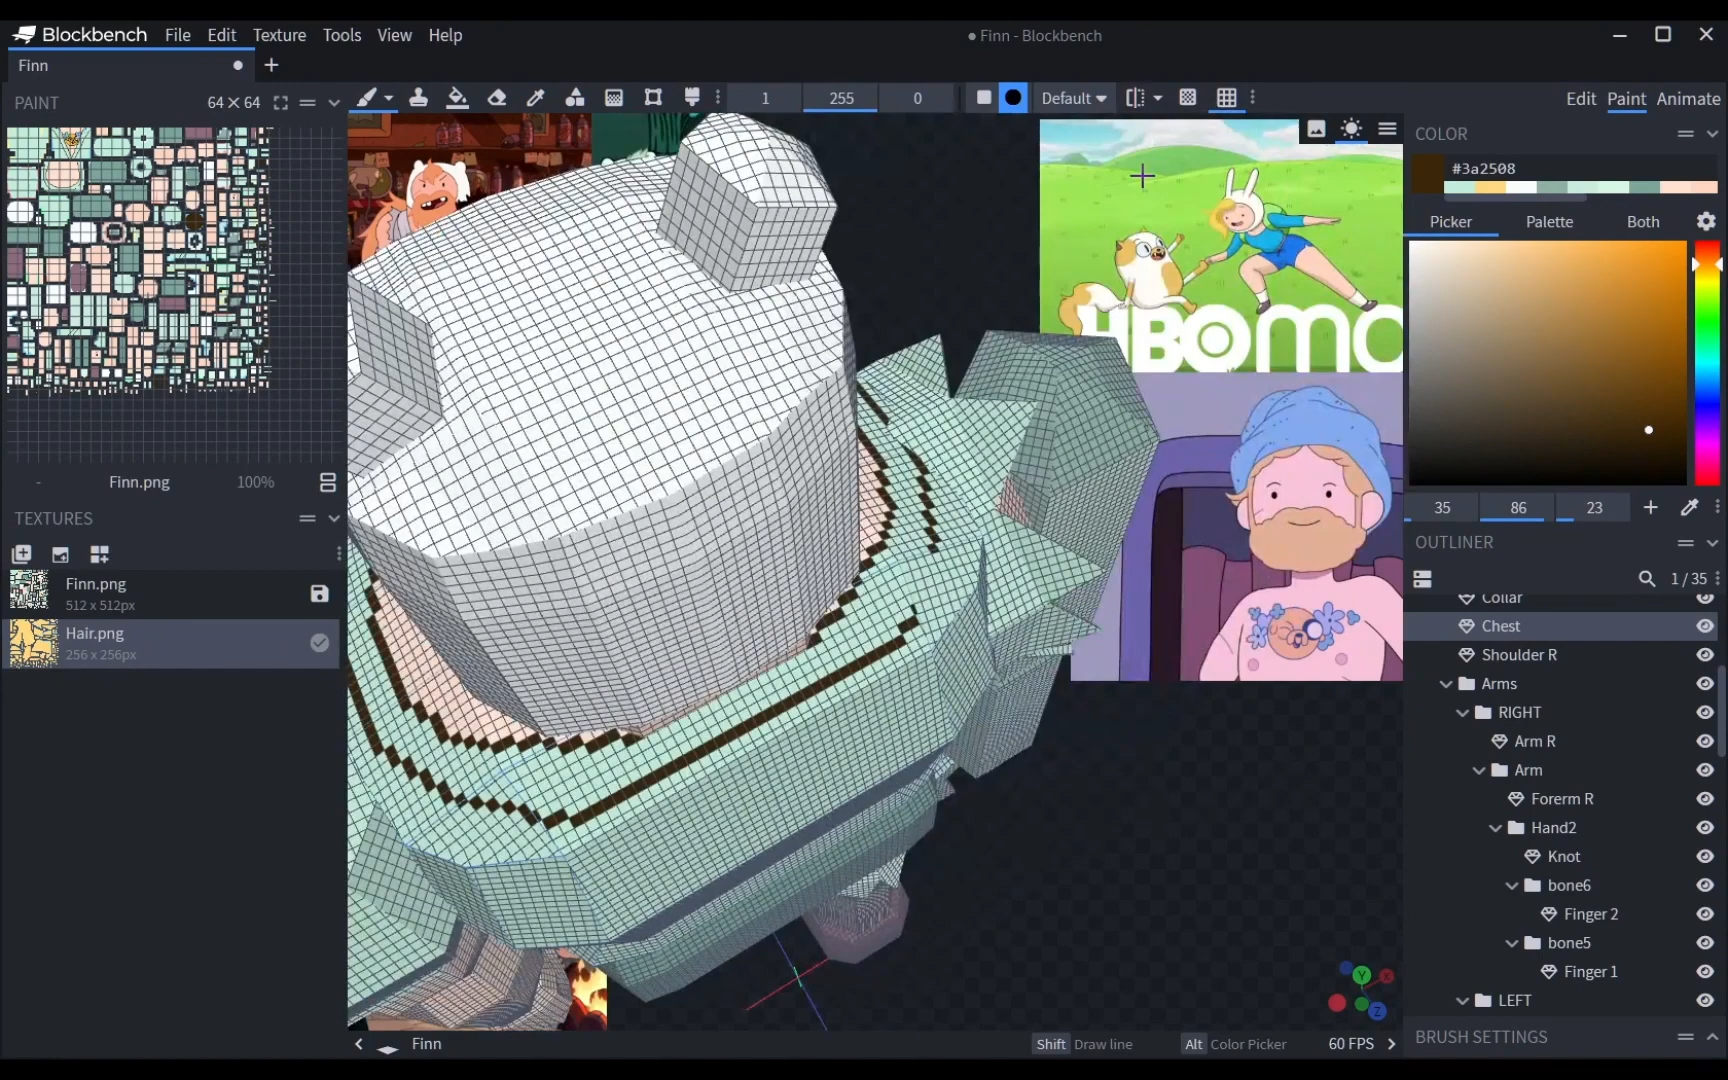 Blockbench File Edit Texture Tools View Help
Finn - Blockbench
Finn
PAINT 64 × 64
1 255 0 Default
Edit Paint Animate
COLOR
#3a2508
Picker Palette Both
HBO MO
- Finn.png 100%
35 86 23
TEXTURES
OUTLINER
1 / 35
Finn.png
512 x 512px
Hair.png
256 x 256px
Collar
Chest
Shoulder R
Arms
RIGHT
Arm R
Arm
Forerm R
Hand2
Knot
bone6
Finger 2
bone5
Finger 1
LEFT
Y
X
Z
Finn
Shift Draw line Alt Color Picker 60 FPS
BRUSH SETTINGS